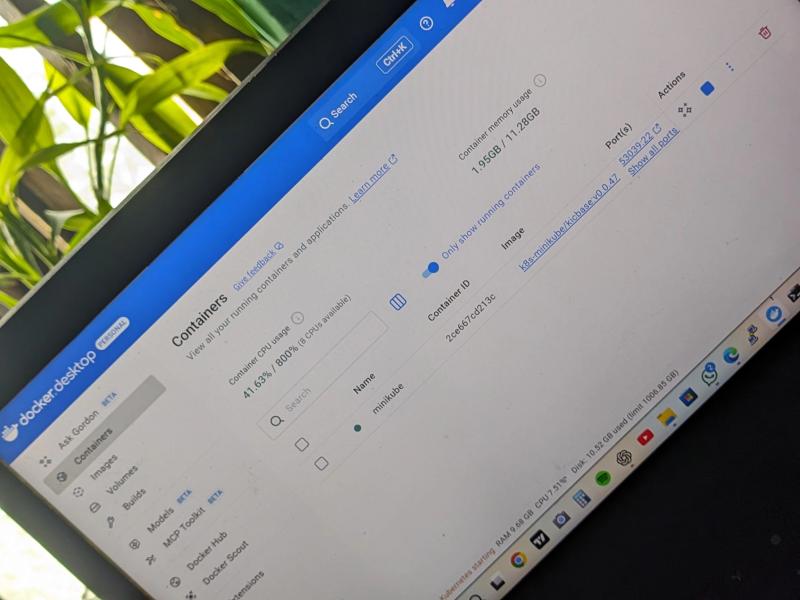 docker.desktop PERSONAL
Search Ctrl+K
Ask Gordon BETA
Containers
Images
Volumes
Builds
Models BETA
MCP Toolkit BETA
Docker Hub
Docker Scout
Containers Give feedback
View all your running containers and applications. Learn more
Container CPU usage
41.63% / 800% (8 CPUs available)
Container memory usage
1.95GB / 11.28GB
Search
Only show running containers
Name Container ID Image Port(s) Actions
minikube 2ce667cd213c k8s-minikube/kicbase:v0.0.47 53039:22
Show all ports
Kubernetes starting RAM 9.68 GB CPU 7.51% Disk: 10.52 GB used (limit 1006.85 GB)